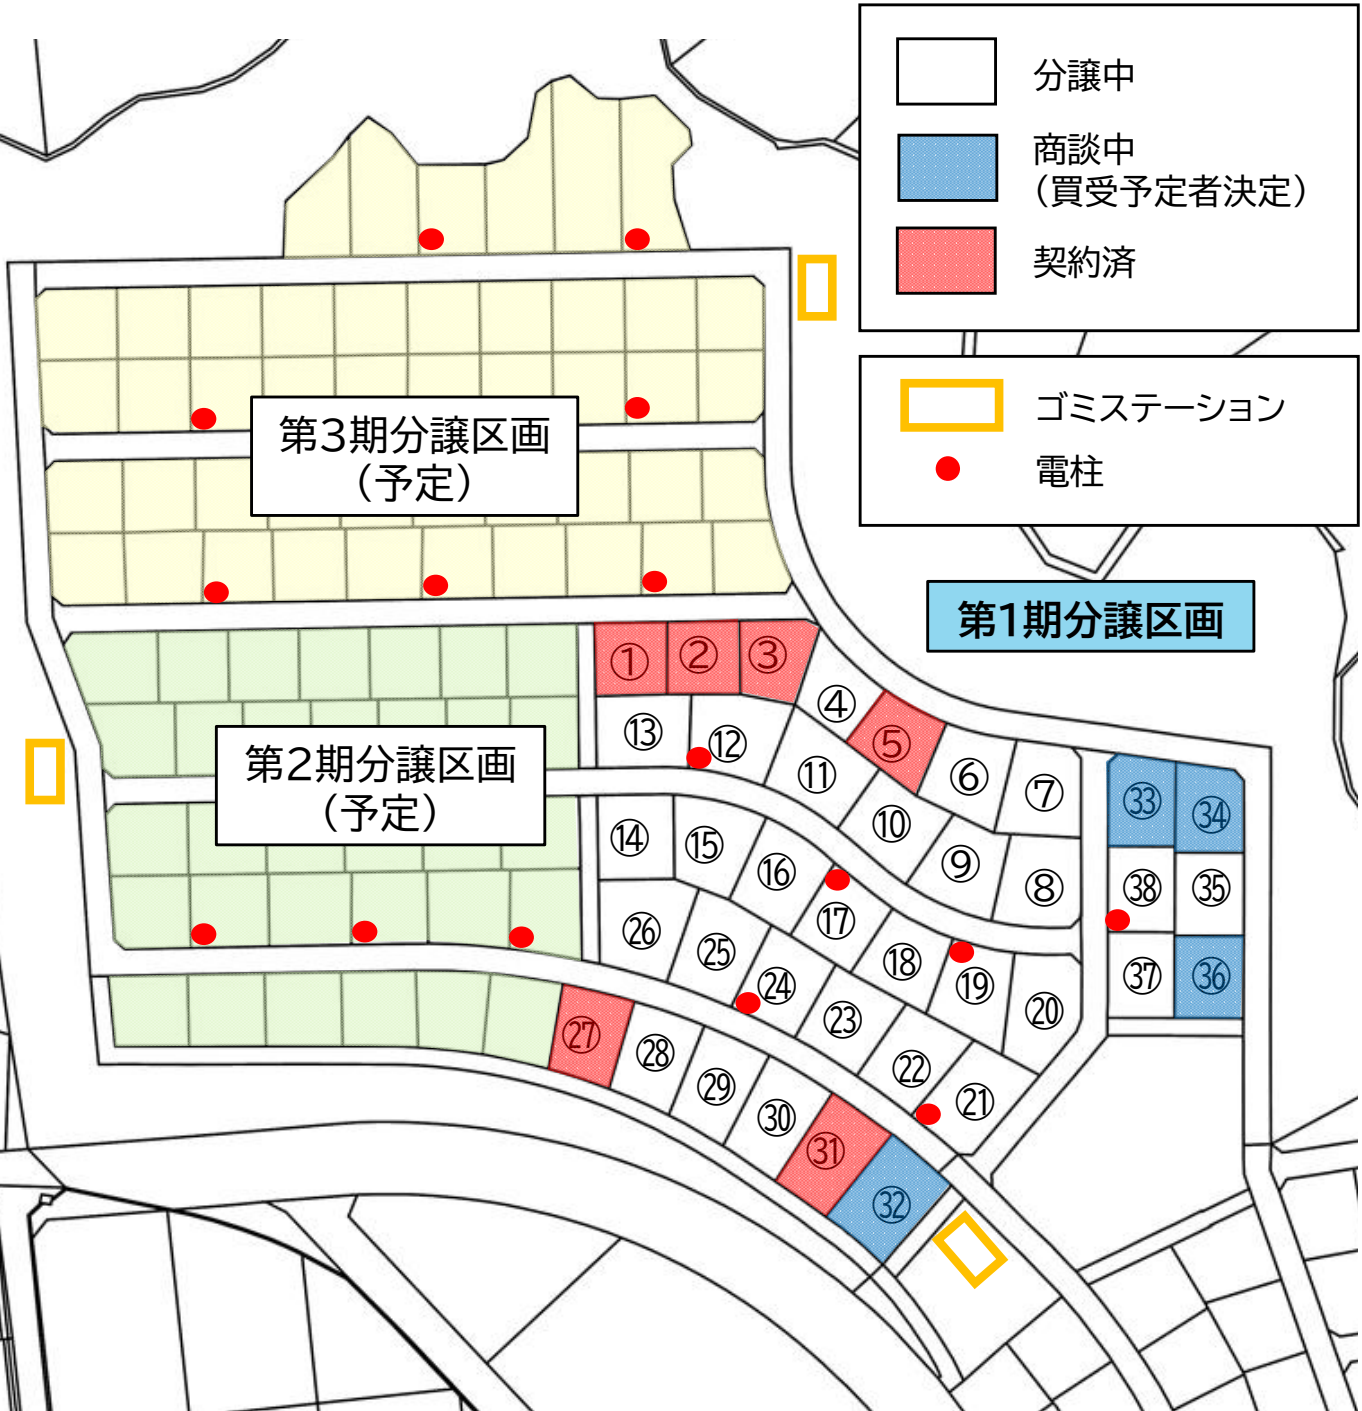 分譲中
商談中
（買受予定者決定）
契約済
ゴミステーション
電柱
第3期分譲区画
（予定）
第1期分譲区画
第2期分譲区画
（予定）
① ② ③
④ ⑤ ⑥ ⑦
⑬ ⑫ ⑪ ⑩ ⑨ ⑧
⑭ ⑮ ⑯ ⑰ ⑱ ⑲ ⑳
㉖ ㉕ ㉔ ㉓ ㉒ ㉑
㉗ ㉘ ㉙ ㉚ ㉛ ㉜
㉝ ㉞
㊳ ㉟
㊲ ㊱